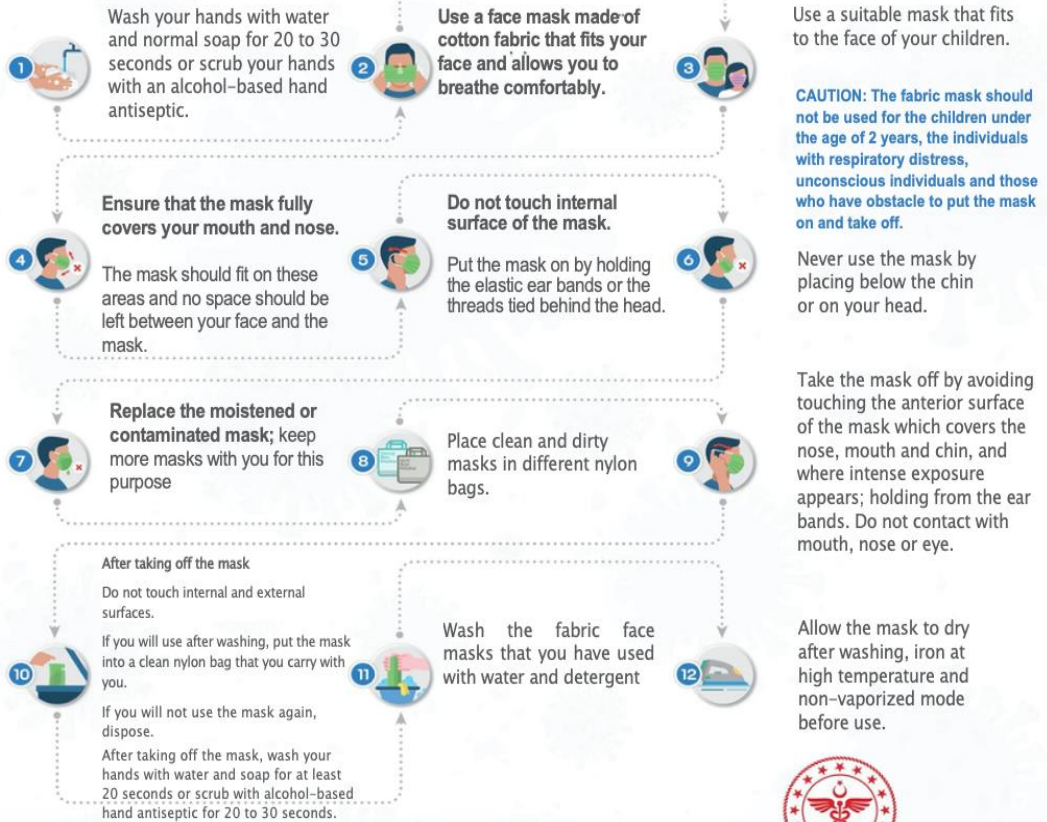 1
Wash your hands with water
and normal soap for 20 to 30
seconds or scrub your hands
with an alcohol-based hand
antiseptic.
2
Use a face mask made of
cotton fabric that fits your
face and allows you to
breathe comfortably.
3
Use a suitable mask that fits
to the face of your children.
CAUTION: The fabric mask should
not be used for the children under
the age of 2 years, the individuals
with respiratory distress,
unconscious individuals and those
who have obstacle to put the mask
on and take off.
4
Ensure that the mask fully
covers your mouth and nose.
The mask should fit on these
areas and no space should be
left between your face and the
mask.
5
Do not touch internal
surface of the mask.
Put the mask on by holding
the elastic ear bands or the
threads tied behind the head.
6
Never use the mask by
placing below the chin
or on your head.
7
Replace the moistened or
contaminated mask; keep
more masks with you for this
purpose
8
Place clean and dirty
masks in different nylon
bags.
9
Take the mask off by avoiding
touching the anterior surface
of the mask which covers the
nose, mouth and chin, and
where intense exposure
appears; holding from the ear
bands. Do not contact with
mouth, nose or eye.
10
After taking off the mask
Do not touch internal and external
surfaces.
If you will use after washing, put the mask
into a clean nylon bag that you carry with
you.
If you will not use the mask again,
dispose.
After taking off the mask, wash your
hands with water and soap for at least
20 seconds or scrub with alcohol-based
hand antiseptic for 20 to 30 seconds.
11
Wash the fabric face
masks that you have used
with water and detergent
12
Allow the mask to dry
after washing, iron at
high temperature and
non-vaporized mode
before use.